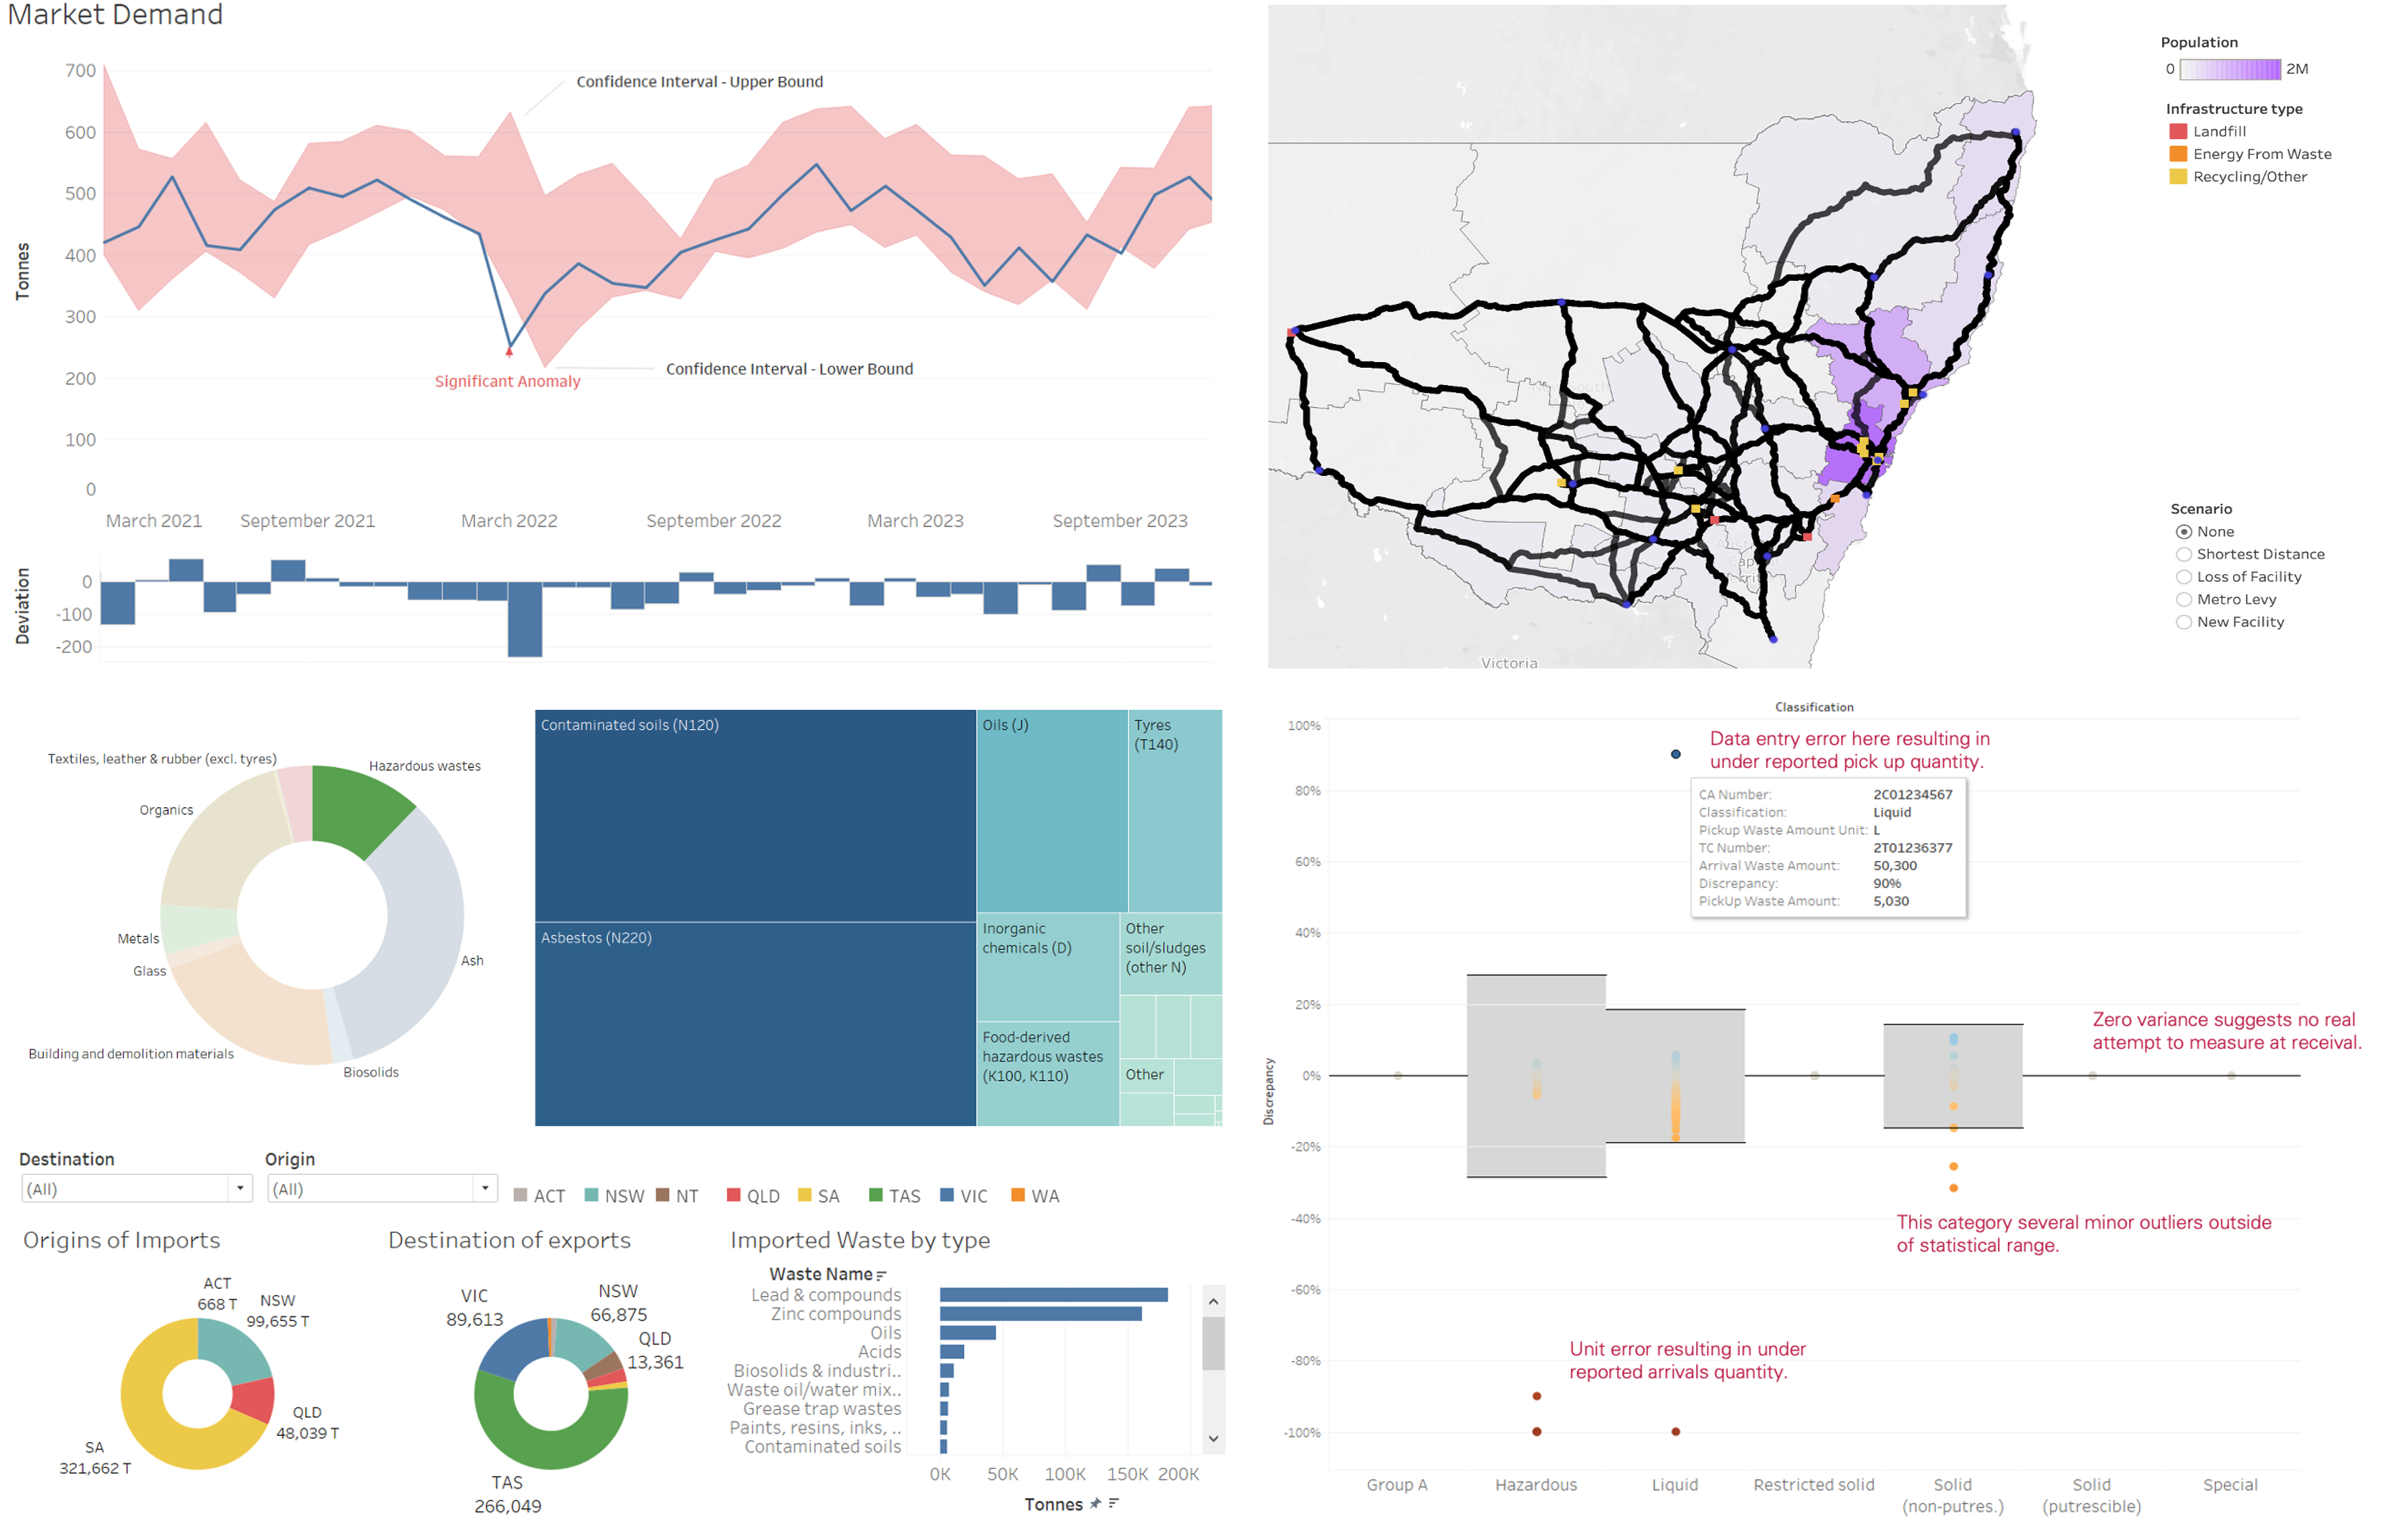 Market Demand
700
600
500
400
300
200
100
0
Tonnes
Confidence Interval - Upper Bound
Confidence Interval - Lower Bound
Significant Anomaly
March 2021
September 2021
March 2022
September 2022
March 2023
September 2023
Deviation
0
-100
-200
Victoria
Population
0
2M
Infrastructure type
Landfill
Energy From Waste
Recycling/Other
Scenario
None
Shortest Distance
Loss of Facility
Metro Levy
New Facility
Textiles, leather & rubber (excl. tyres)
Hazardous wastes
Organics
Metals
Glass
Ash
Building and demolition materials
Biosolids
Contaminated soils (N120)
Asbestos (N220)
Oils (J)
Tyres
(T140)
Inorganic
chemicals (D)
Other
soil/sludges
(other N)
Food-derived
hazardous wastes
(K100, K110)
Other
Destination
(All)
Origin
(All)
ACT
NSW
NT
QLD
SA
TAS
VIC
WA
Origins of Imports
ACT
668 T
NSW
99,655 T
QLD
48,039 T
SA
321,662 T
Destination of exports
VIC
89,613
NSW
66,875
QLD
13,361
TAS
266,049
Imported Waste by type
Waste Name
Lead & compounds
Zinc compounds
Oils
Acids
Biosolids & industri..
Waste oil/water mix..
Grease trap wastes
Paints, resins, inks, ..
Contaminated soils
0K
50K
100K
150K
200K
Tonnes
Classification
100%
80%
60%
40%
20%
0%
-20%
-40%
-60%
-80%
-100%
Discrepancy
Data entry error here resulting in
under reported pick up quantity.
CA Number: 2C01234567
Classification: Liquid
Pickup Waste Amount Unit: L
TC Number: 2T01236377
Arrival Waste Amount: 50,300
Discrepancy: 90%
PickUp Waste Amount: 5,030
Zero variance suggests no real
attempt to measure at receival.
This category several minor outliers outside
of statistical range.
Unit error resulting in under
reported arrivals quantity.
Group A
Hazardous
Liquid
Restricted solid
Solid
(non-putres.)
Solid
(putrescible)
Special